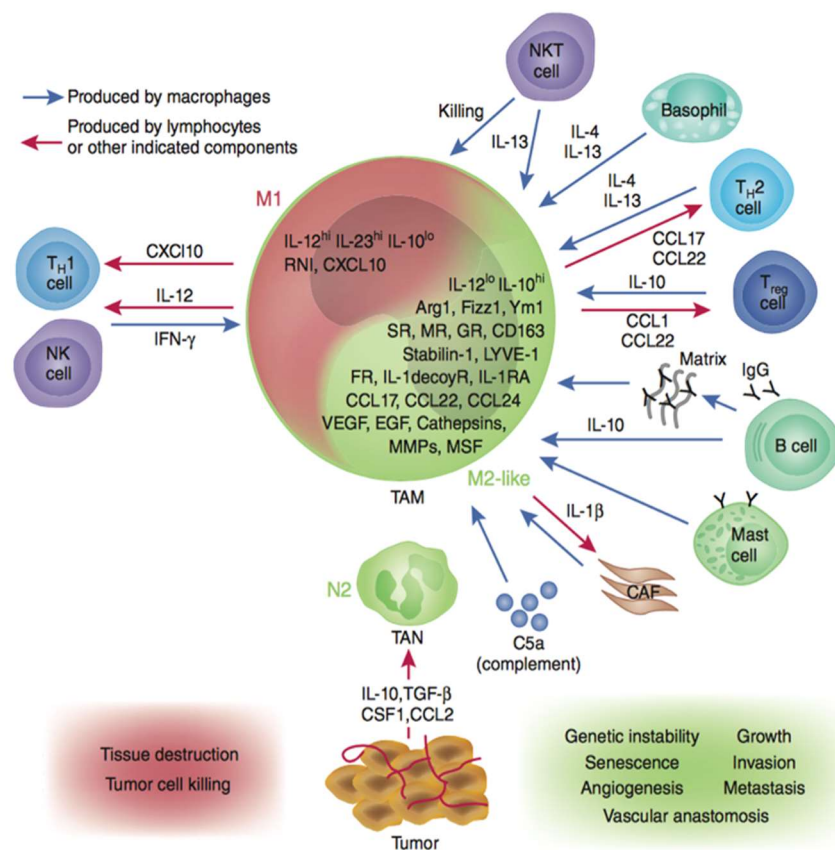 Produced by macrophages
Produced by lymphocytes
or other indicated components
NKT
cell
Killing
IL-13
IL-4
IL-13
Basophil
IL-4
IL-13
TH2
cell
CCL17
CCL22
IL-10
Treg
cell
CCL1
CCL22
Matrix
IgG
IL-10
B cell
Mast
cell
M1
CXCl10
TH1
cell
IL-12
IFN-γ
NK
cell
IL-12hi IL-23hi IL-10lo
RNI, CXCL10
IL-12lo IL-10hi
Arg1, Fizz1, Ym1
SR, MR, GR, CD163
Stabilin-1, LYVE-1
FR, IL-1decoyR, IL-1RA
CCL17, CCL22, CCL24
VEGF, EGF, Cathepsins,
MMPs, MSF
M2-like
TAM
IL-1β
CAF
C5a
(complement)
N2
TAN
IL-10,TGF-β
CSF1,CCL2
Tumor
Tissue destruction
Tumor cell killing
Genetic instability Growth
Senescence Invasion
Angiogenesis Metastasis
Vascular anastomosis